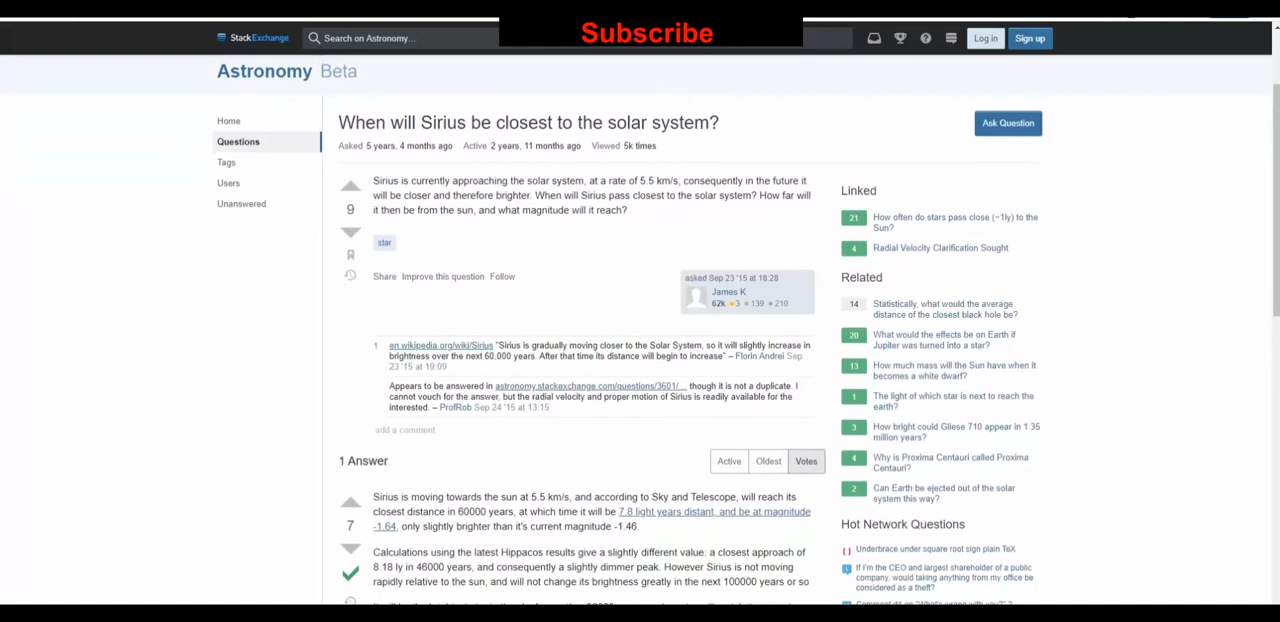 Subscribe
StackExchange
Search on Astronomy…
Log in
Sign up
Astronomy Beta
Home
Questions
Tags
Users
Unanswered
When will Sirius be closest to the solar system?
Ask Question
Asked 5 years, 4 months ago Active 2 years, 11 months ago Viewed 5k times
Sirius is currently approaching the solar system, at a rate of 5.5 km/s, consequently in the future it
will be closer and therefore brighter. When will Sirius pass closest to the solar system? How far will
it then be from the sun, and what magnitude will it reach?
9
star
Share Improve this question Follow
asked Sep 23 '15 at 18:28
James K
62k 3 139 210
1 en.wikipedia.org/wiki/Sirius "Sirius is gradually moving closer to the Solar System, so it will slightly increase in
brightness over the next 60,000 years. After that time its distance will begin to increase" – Florin Andrei Sep
23 '15 at 19:09
Appears to be answered in astronomy.stackexchange.com/questions/3601/… though it is not a duplicate. I
cannot vouch for the answer, but the radial velocity and proper motion of Sirius is readily available for the
interested. – ProfRob Sep 24 '15 at 13:15
add a comment
1 Answer
Active
Oldest
Votes
Sirius is moving towards the sun at 5.5 km/s, and according to Sky and Telescope, will reach its
closest distance in 60000 years, at which time it will be 7.8 light years distant, and be at magnitude
-1.64, only slightly brighter than it's current magnitude -1.46.
7
Calculations using the latest Hippacos results give a slightly different value: a closest approach of
8.18 ly in 46000 years, and consequently a slightly dimmer peak. However Sirius is not moving
rapidly relative to the sun, and will not change its brightness greatly in the next 100000 years or so
Linked
21 How often do stars pass close (~1ly) to the
Sun?
4 Radial Velocity Clarification Sought
Related
14 Statistically, what would the average
distance of the closest black hole be?
20 What would the effects be on Earth if
Jupiter was turned into a star?
13 How much mass will the Sun have when it
becomes a white dwarf?
1 The light of which star is next to reach the
earth?
3 How bright could Gliese 710 appear in 1.35
million years?
4 Why is Proxima Centauri called Proxima
Centauri?
2 Can Earth be ejected out of the solar
system this way?
Hot Network Questions
Underbrace under square root sign plain TeX
If I'm the CEO and largest shareholder of a public
company, would taking anything from my office be
considered as a theft?